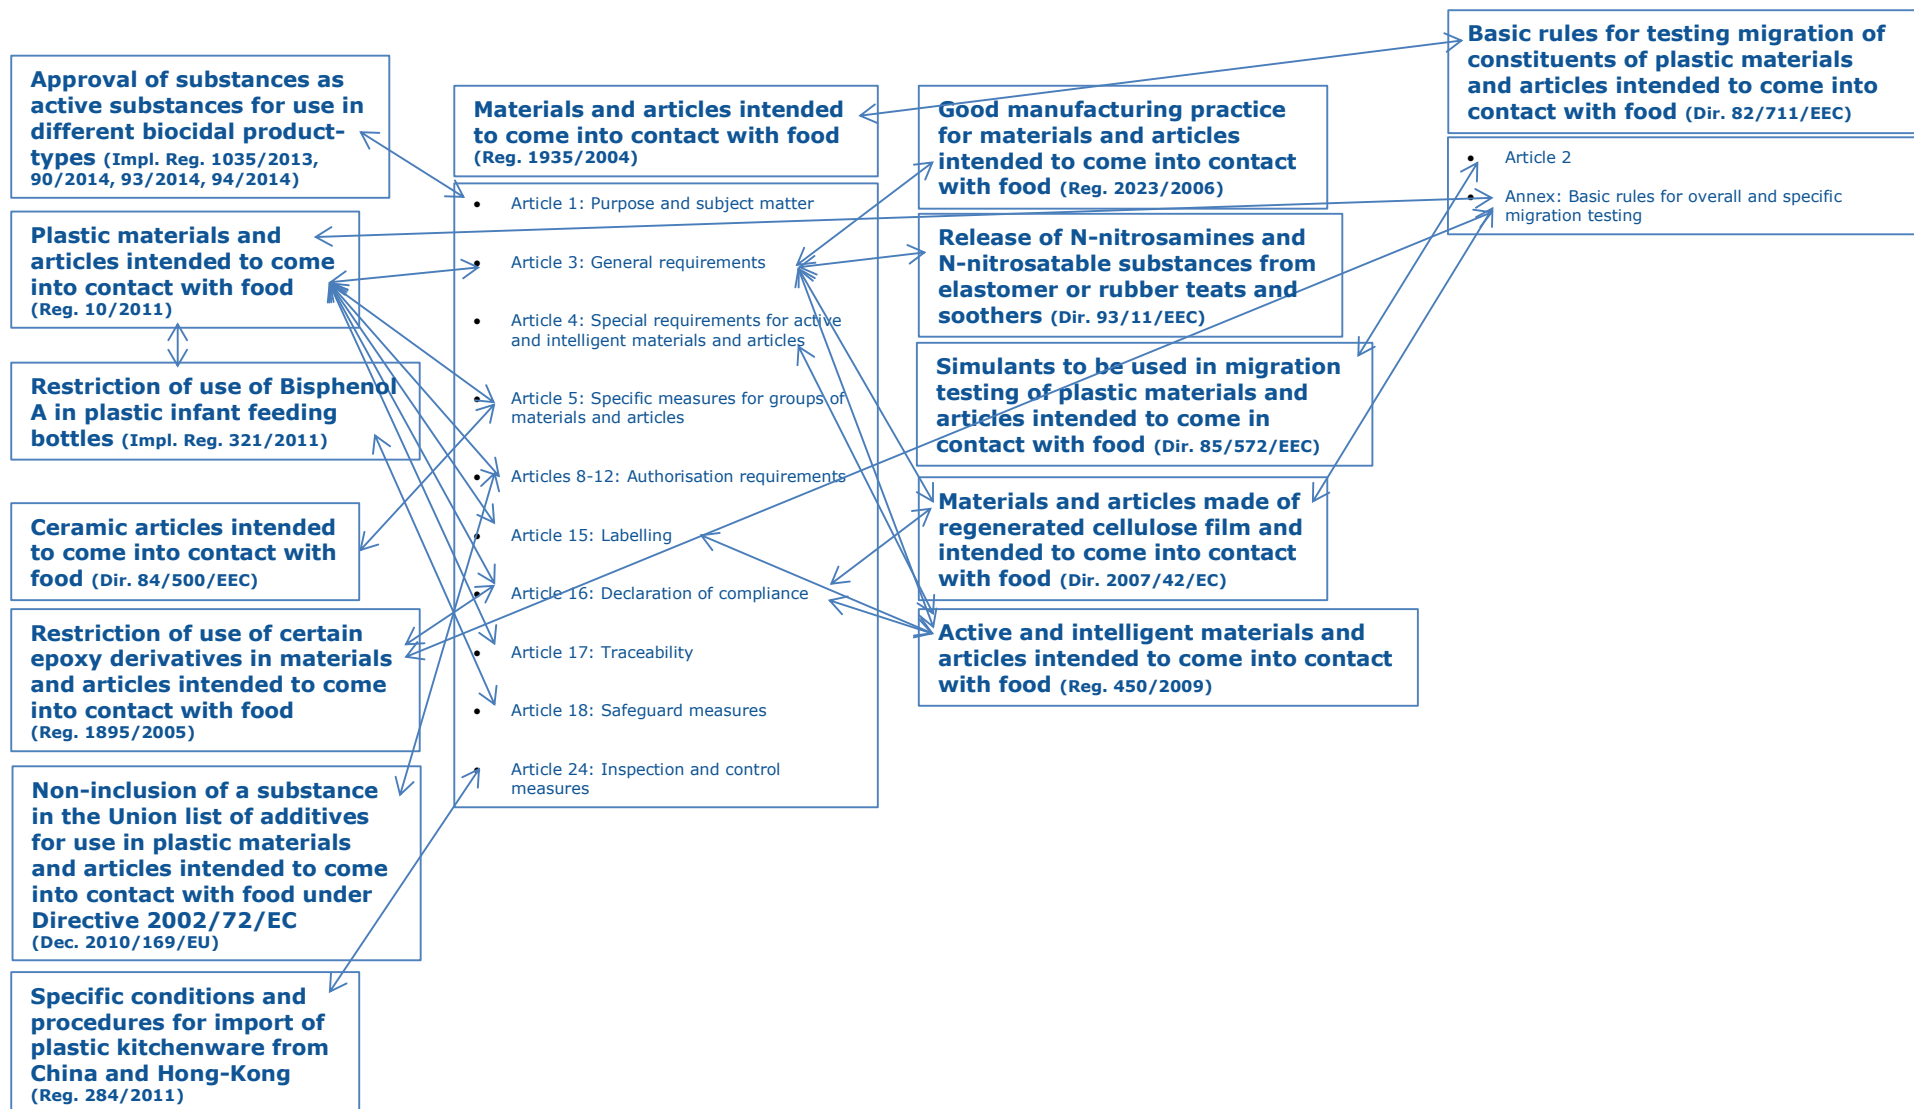 Approval of substances as
active substances for use in
different biocidal product-
types (Impl. Reg. 1035/2013,
90/2014, 93/2014, 94/2014)
Plastic materials and
articles intended to come
into contact with food
(Reg. 10/2011)
Restriction of use of Bisphenol
A in plastic infant feeding
bottles (Impl. Reg. 321/2011)
Ceramic articles intended
to come into contact with
food (Dir. 84/500/EEC)
Restriction of use of certain
epoxy derivatives in materials
and articles intended to come
into contact with food
(Reg. 1895/2005)
Non-inclusion of a substance
in the Union list of additives
for use in plastic materials
and articles intended to come
into contact with food under
Directive 2002/72/EC
(Dec. 2010/169/EU)
Specific conditions and
procedures for import of
plastic kitchenware from
China and Hong-Kong
(Reg. 284/2011)
Materials and articles intended
to come into contact with food
(Reg. 1935/2004)
• Article 1: Purpose and subject matter
• Article 3: General requirements
• Article 4: Special requirements for active
and intelligent materials and articles
• Article 5: Specific measures for groups of
materials and articles
• Articles 8-12: Authorisation requirements
• Article 15: Labelling
• Article 16: Declaration of compliance
• Article 17: Traceability
• Article 18: Safeguard measures
• Article 24: Inspection and control
measures
Good manufacturing practice
for materials and articles
intended to come into contact
with food (Reg. 2023/2006)
Release of N-nitrosamines and
N-nitrosatable substances from
elastomer or rubber teats and
soothers (Dir. 93/11/EEC)
Simulants to be used in migration
testing of plastic materials and
articles intended to come in
contact with food (Dir. 85/572/EEC)
Materials and articles made of
regenerated cellulose film and
intended to come into contact
with food (Dir. 2007/42/EC)
Active and intelligent materials and
articles intended to come into contact
with food (Reg. 450/2009)
Basic rules for testing migration of
constituents of plastic materials
and articles intended to come into
contact with food (Dir. 82/711/EEC)
• Article 2
• Annex: Basic rules for overall and specific
migration testing